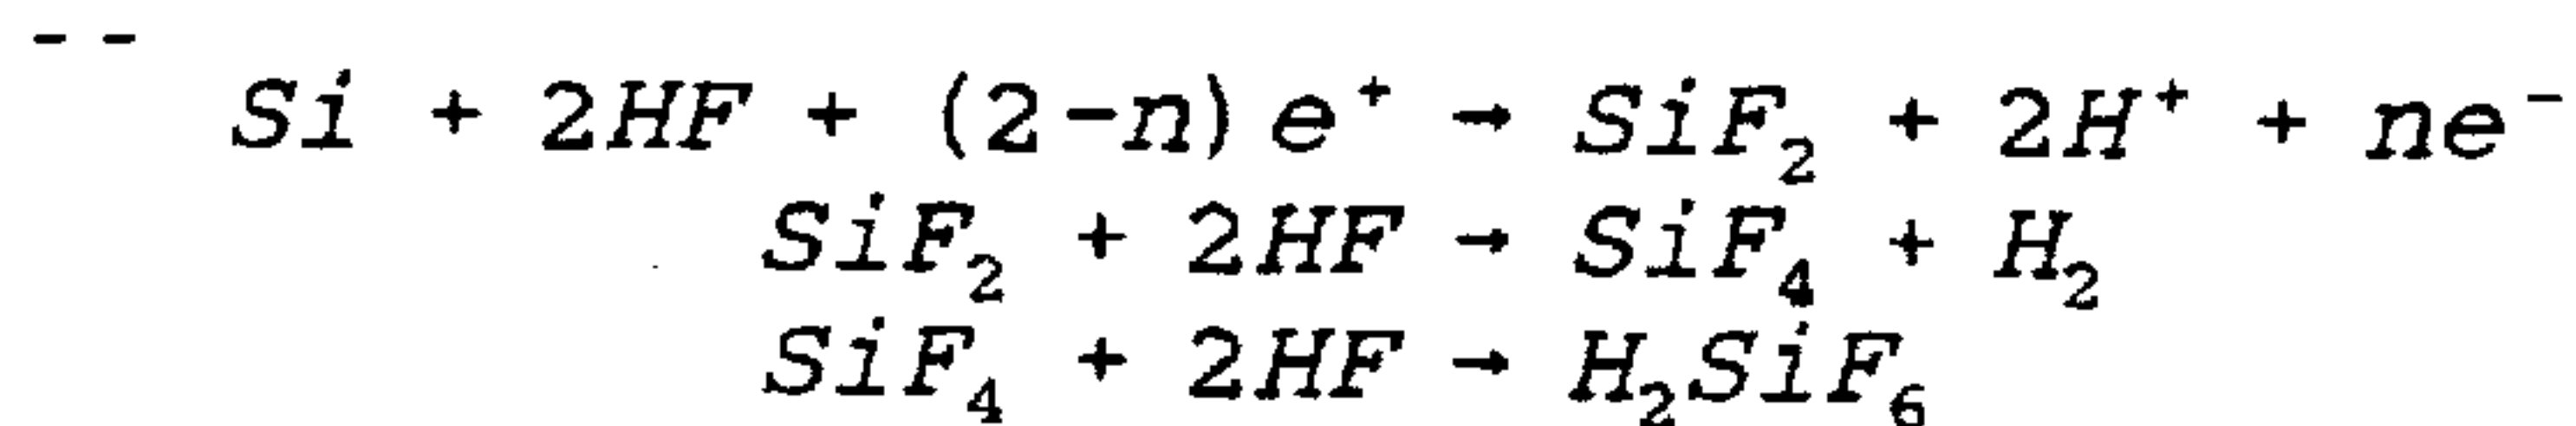 --
Si + 2HF + (2-n)e⁺ → SiF₂ + 2H⁺ + ne⁻
SiF₂ + 2HF → SiF₄ + H₂
SiF₄ + 2HF → H₂SiF₆